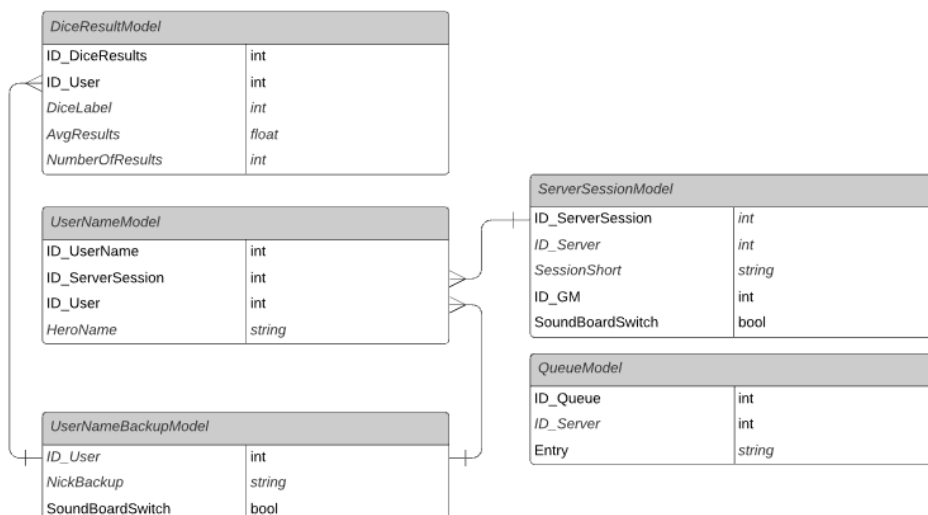 DiceResultModel
ID_DiceResults int
ID_User int
DiceLabel int
AvgResults float
NumberOfResults int
UserNameModel
ID_UserName int
ID_ServerSession int
ID_User int
HeroName string
UserNameBackupModel
ID_User int
NickBackup string
SoundBoardSwitch bool
ServerSessionModel
ID_ServerSession int
ID_Server int
SessionShort string
ID_GM int
SoundBoardSwitch bool
QueueModel
ID_Queue int
ID_Server int
Entry string